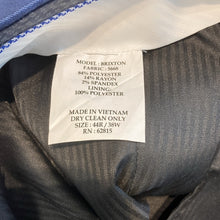 MODEL : BRIXTON
FABRIC : 5668
84% POLYESTER
14% RAYON
2% SPANDEX
LINING:
100% POLYESTER
MADE IN VIETNAM
DRY CLEAN ONLY
SIZE : 44R / 38W
RN : 62815